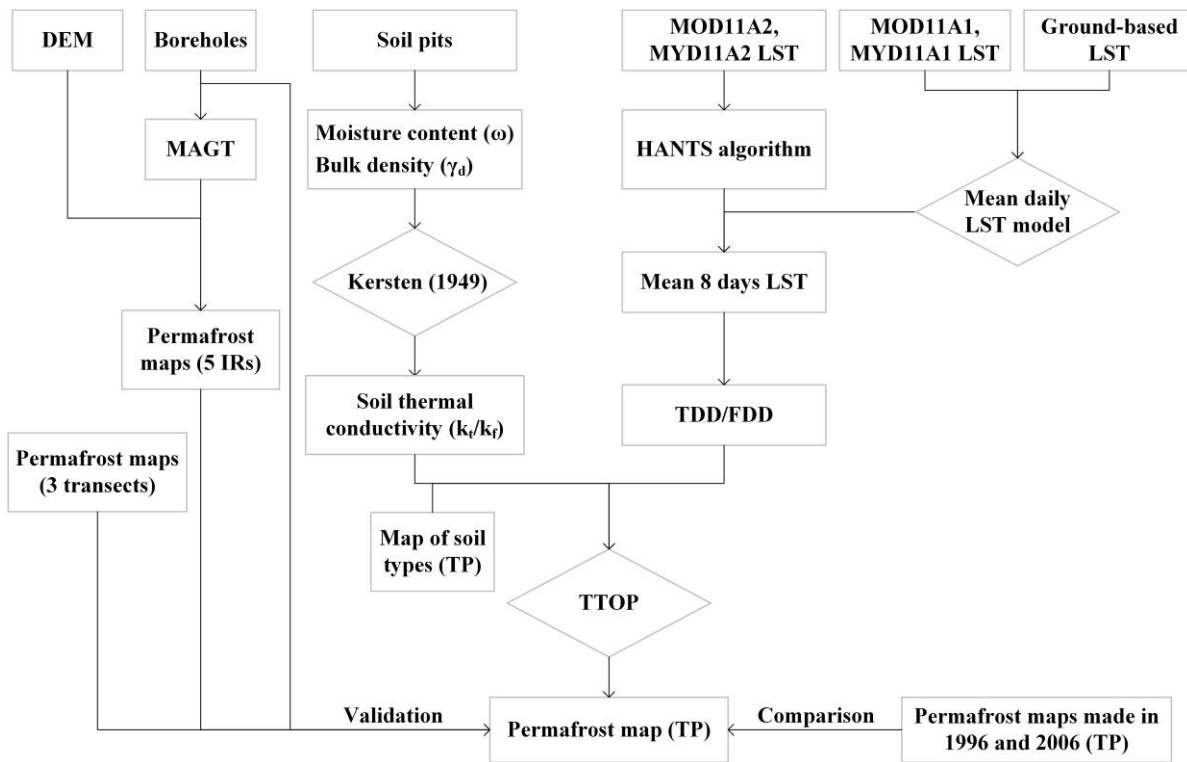 DEM
Boreholes
Soil pits
MOD11A2,
MYD11A2 LST
MOD11A1,
MYD11A1 LST
Ground-based
LST
MAGT
Moisture content (ω)
Bulk density (γd)
HANTS algorithm
Mean daily
LST model
Kersten (1949)
Mean 8 days LST
Permafrost
maps (5 IRs)
Soil thermal
conductivity (kt/kf)
TDD/FDD
Permafrost maps
(3 transects)
Map of soil
types (TP)
TTOP
Validation
Permafrost map (TP)
Comparison
Permafrost maps made in
1996 and 2006 (TP)